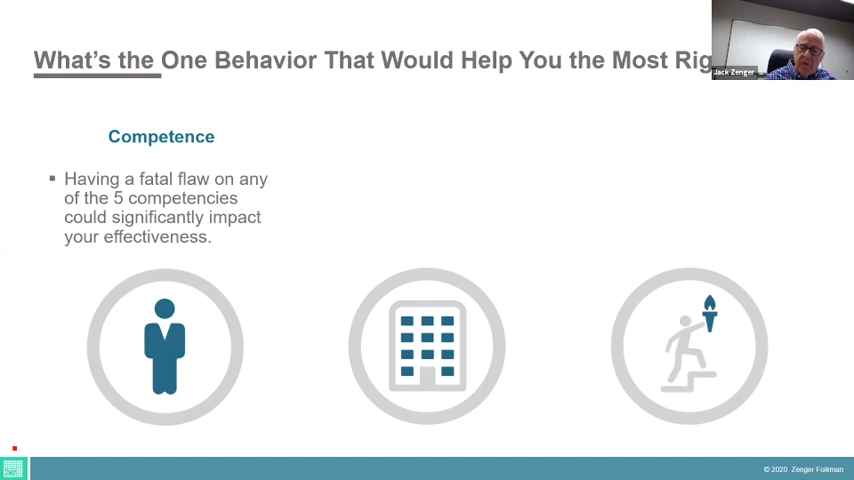 What's the One Behavior That Would Help You the Most Rig
Jack Zenger
Competence
▪ Having a fatal flaw on any
of the 5 competencies
could significantly impact
your effectiveness.
© 2020 Zenger Folkman